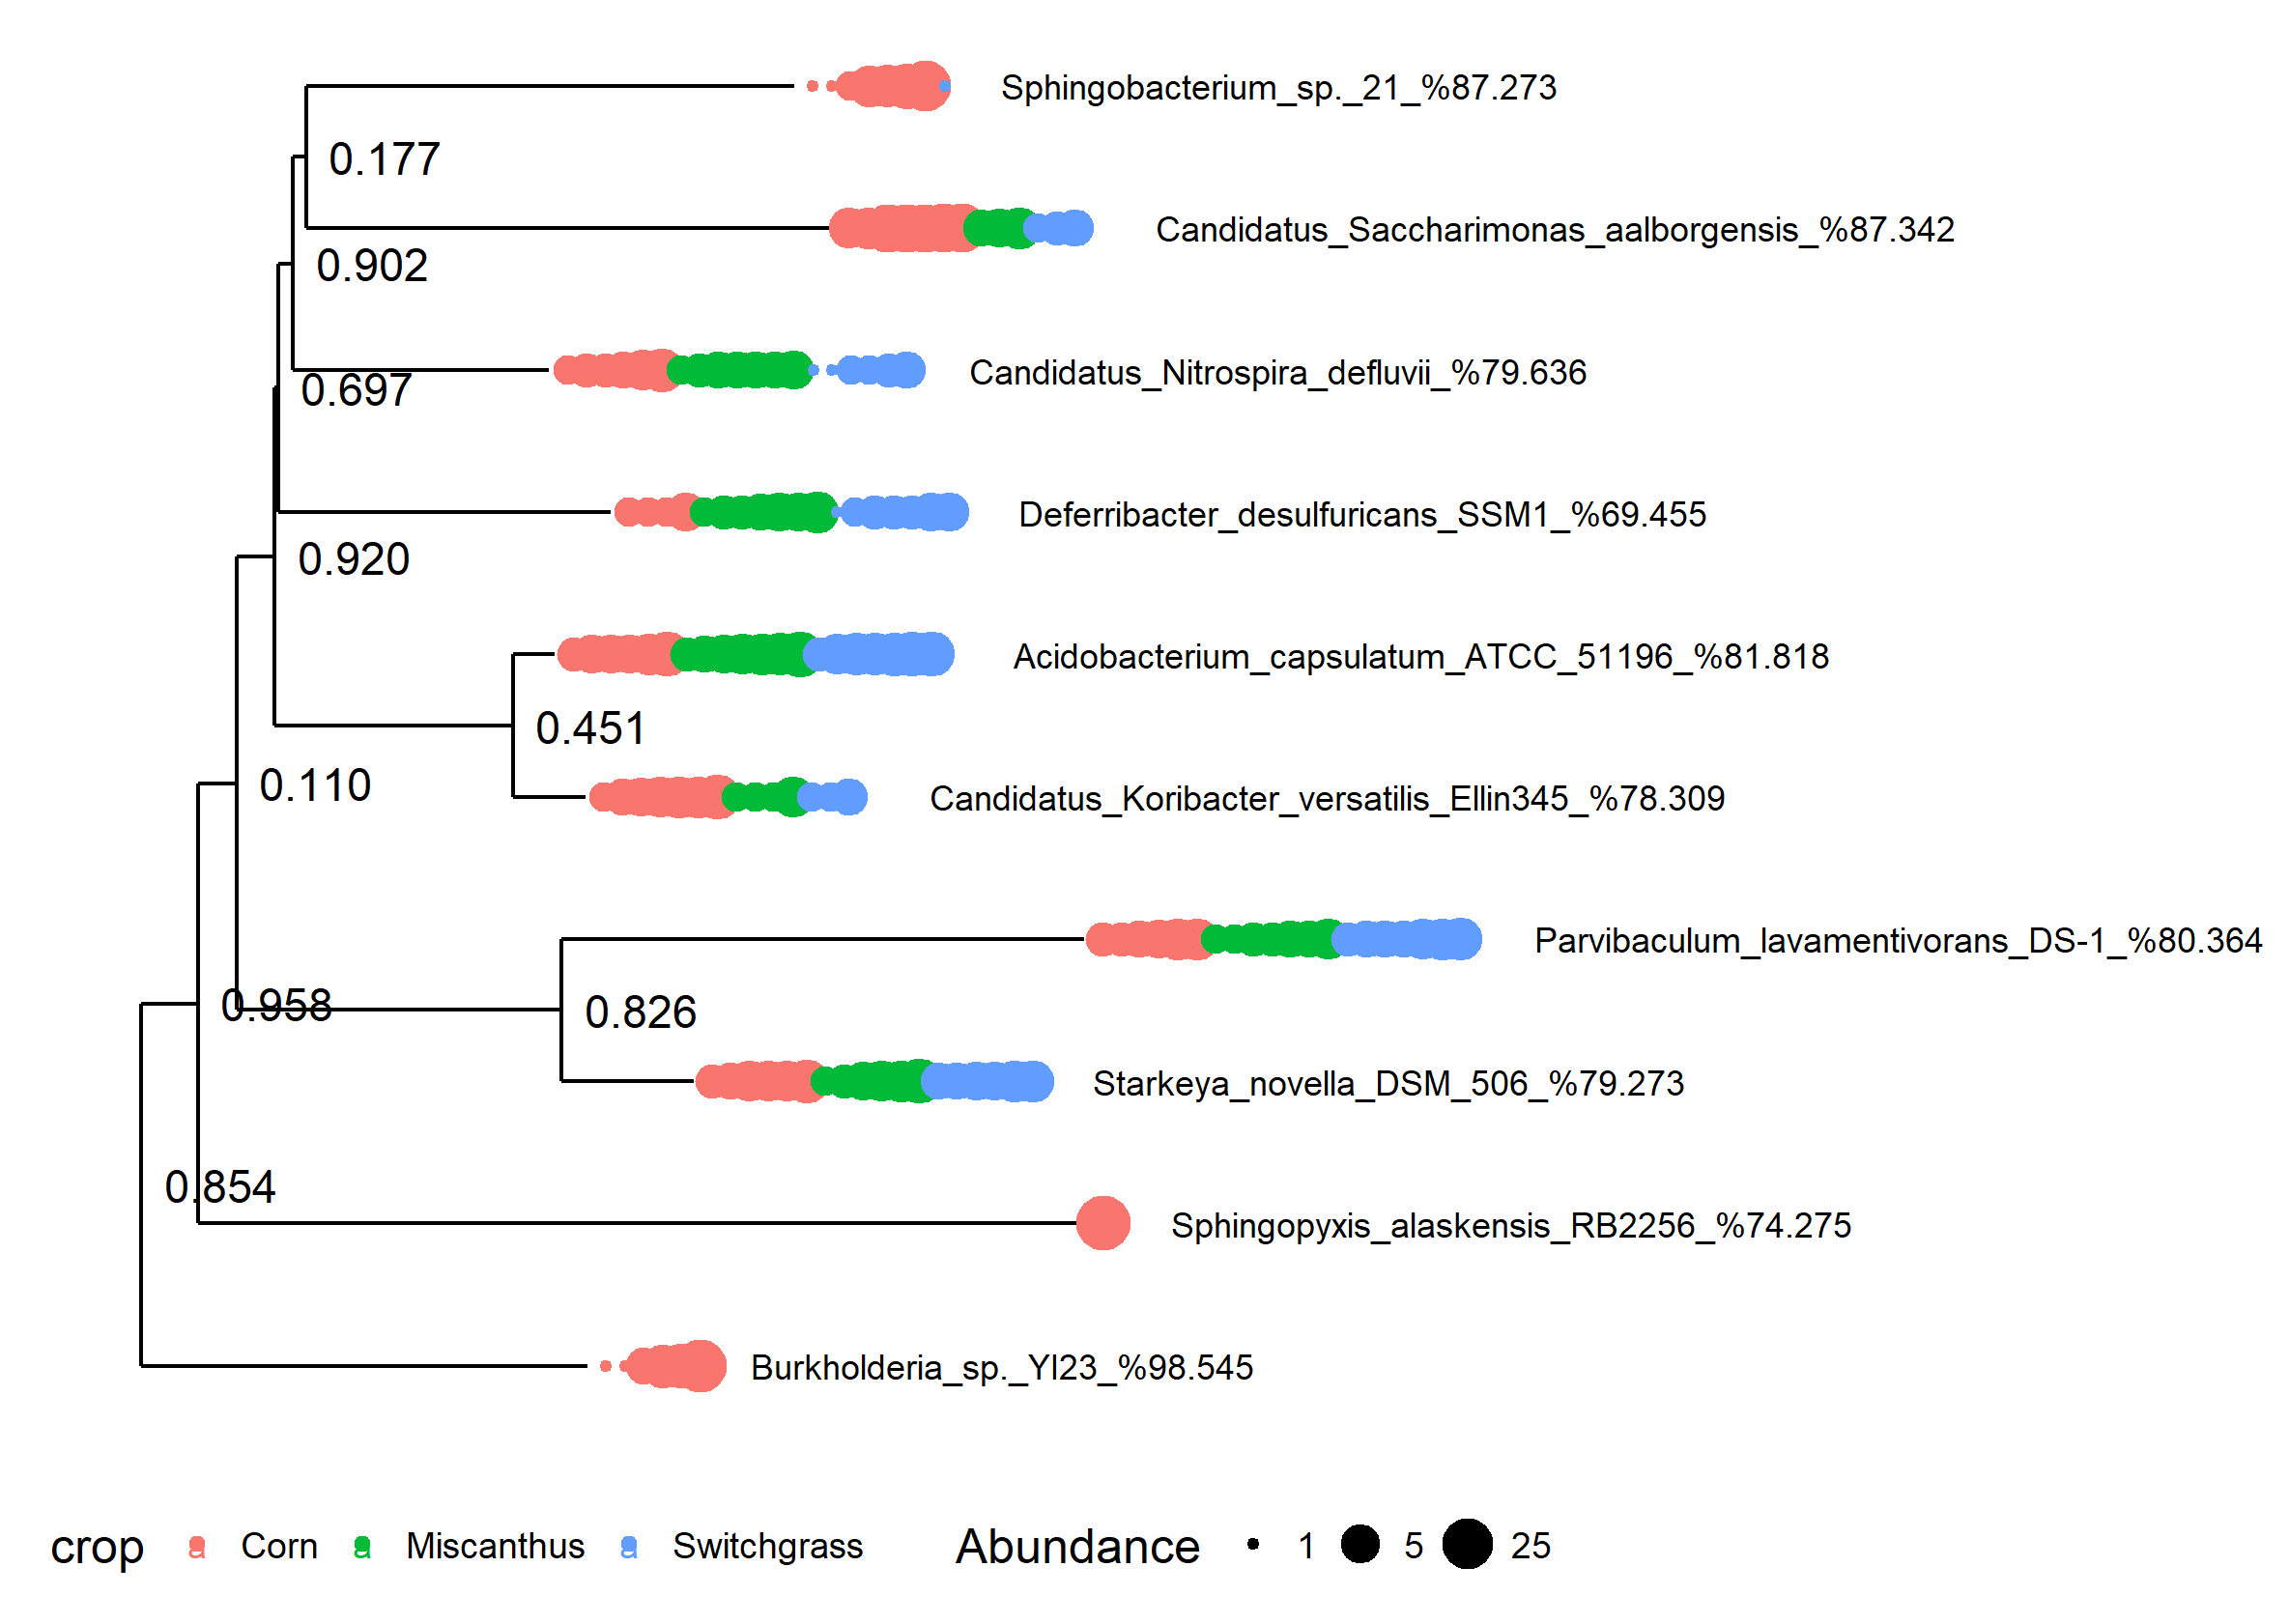 Sphingobacterium_sp._21_%87.273
0.177
Candidatus_Saccharimonas_aalborgensis_%87.342
0.902
Candidatus_Nitrospira_defluvii_%79.636
0.697
Deferribacter_desulfuricans_SSM1_%69.455
0.920
Acidobacterium_capsulatum_ATCC_51196_%81.818
0.451
0.110
Candidatus_Koribacter_versatilis_Ellin345_%78.309
Parvibaculum_lavamentivorans_DS-1_%80.364
0.958
0.826
Starkeya_novella_DSM_506_%79.273
0.854
Sphingopyxis_alaskensis_RB2256_%74.275
Burkholderia_sp._YI23_%98.545
crop a Corn a Miscanthus a Switchgrass Abundance 1 5 25